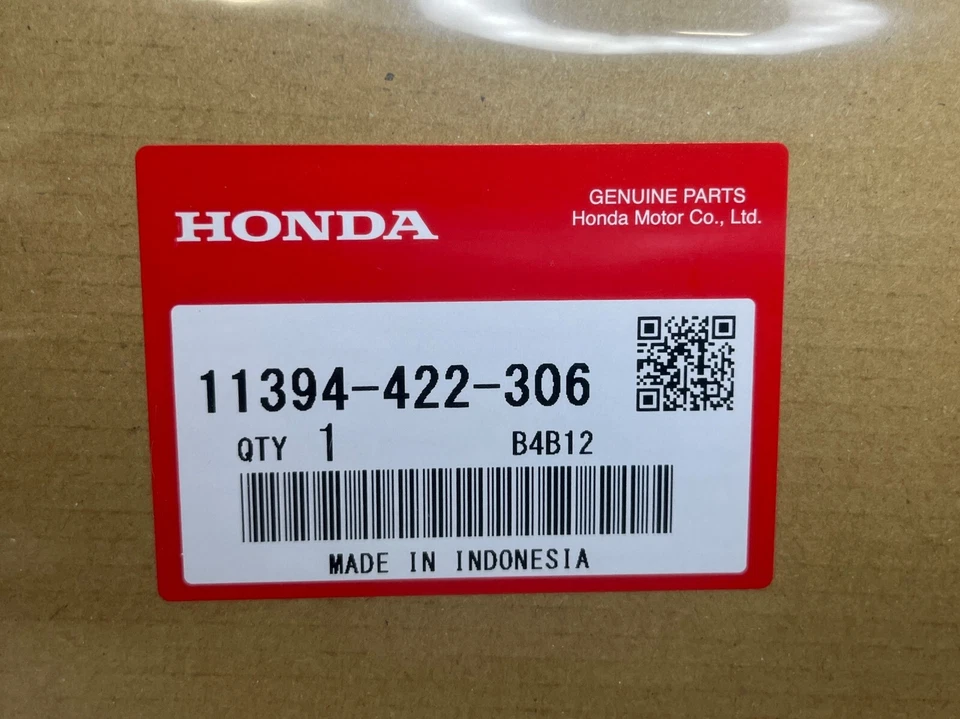 HONDA
GENUINE PARTS
Honda Motor Co., Ltd.
11394-422-306
QTY 1 B4B12
MADE IN INDONESIA